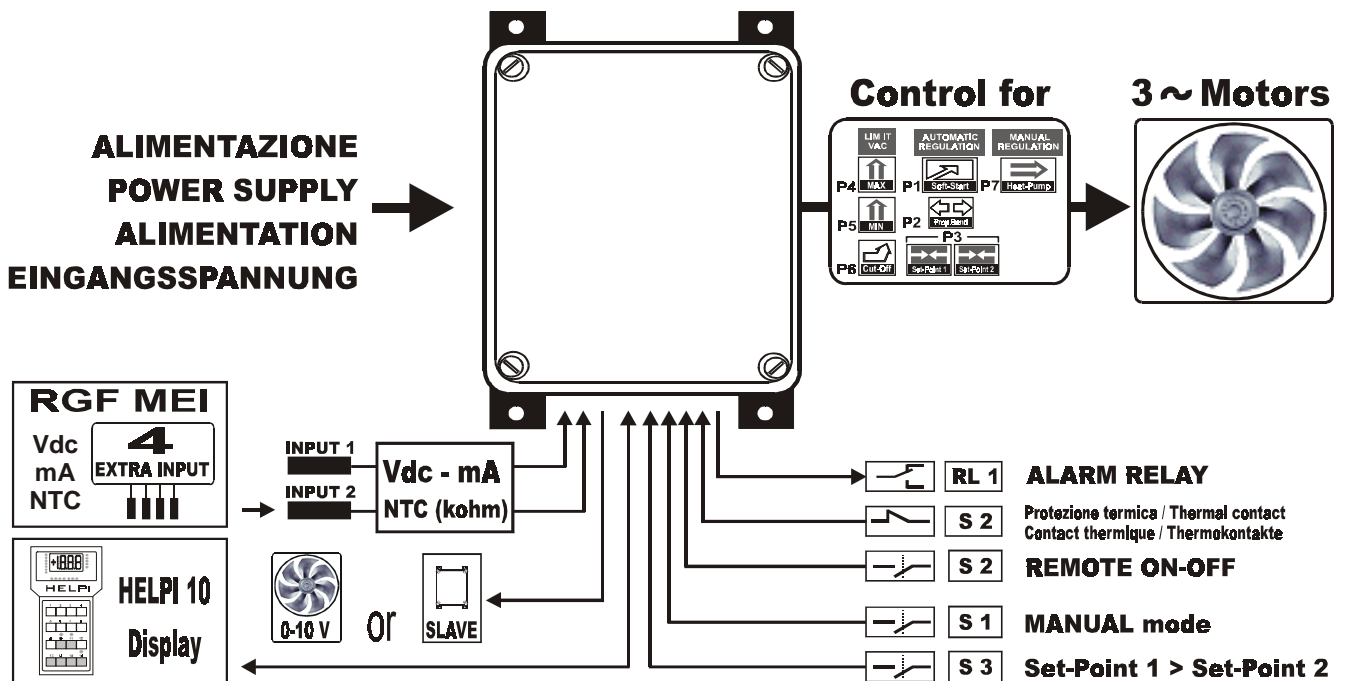 ALIMENTAZIONE
POWER SUPPLY
ALIMENTATION
EINGANGSSPANNUNG
Control for
LIMIT
VAC
AUTOMATIC
REGULATION
MANUAL
REGULATION
P4 MAX
P1 Soft-Start
P7 Heat-Pump
P5 MIN
P2 Prop.Band
P3
P6 Cut-Off
Set-Point 1
Set-Point 2
3 ~ Motors
RGF MEI
Vdc
mA
NTC
4
EXTRA INPUT
INPUT 1
INPUT 2
Vdc - mA
NTC (kohm)
HELPI
HELPI 10
Display
0-10 V
or
SLAVE
RL 1 ALARM RELAY
S 2 Protezione termica / Thermal contact
Contact thermique / Thermokontakte
S 2 REMOTE ON-OFF
S 1 MANUAL mode
S 3 Set-Point 1 > Set-Point 2